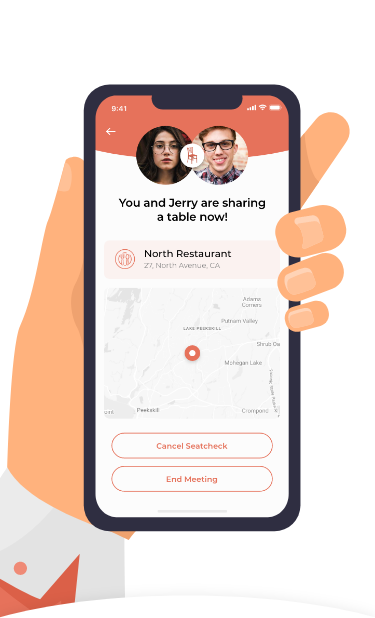 9:41
You and Jerry are sharing
a table now!
North Restaurant
27, North Avenue, CA
Adams
Corners
Putnam Valley
LAKE PEEKSKILL
Shrub Oa
Mohegan Lake
Peekskill
Crompond
Cancel Seatcheck
End Meeting